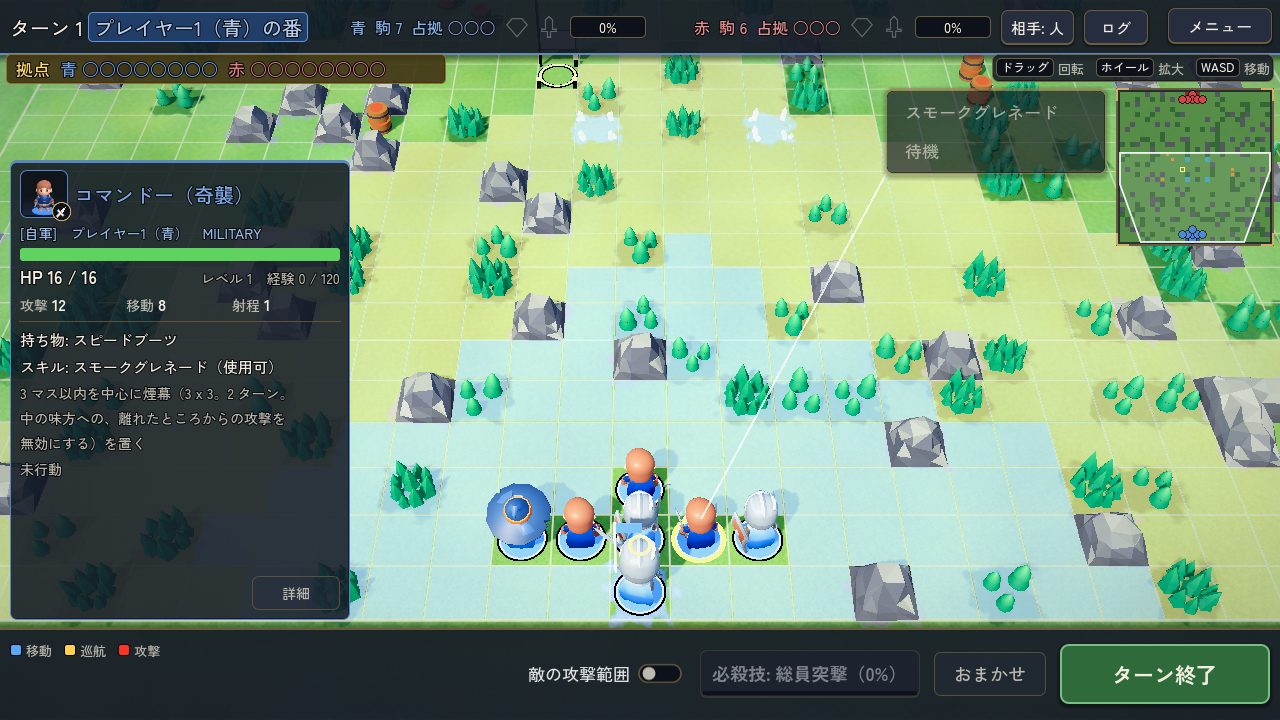 ターン 1 プレイヤー1（青）の番 青 駒 7 占拠 〇〇〇 0% 赤 駒 6 占拠 〇〇〇 0% 相手: 人 ログ メニュー
拠点 青 〇〇〇〇〇〇〇〇 赤 〇〇〇〇〇〇〇〇
ドラッグ 回転 ホイール 拡大 WASD 移動
スモークグレネード
待機
コマンドー（奇襲）
[自軍] プレイヤー1（青） MILITARY
HP 16 / 16 レベル 1 経験 0 / 120
攻撃 12 移動 8 射程 1
持ち物: スピードブーツ
スキル: スモークグレネード（使用可）
3 マス以内を中心に煙幕（3 x 3。2 ターン。
中の味方への、離れたところからの攻撃を
無効にする）を置く
未行動
詳細
移動 巡航 攻撃
敵の攻撃範囲 必殺技: 総員突撃（0%） おまかせ ターン終了